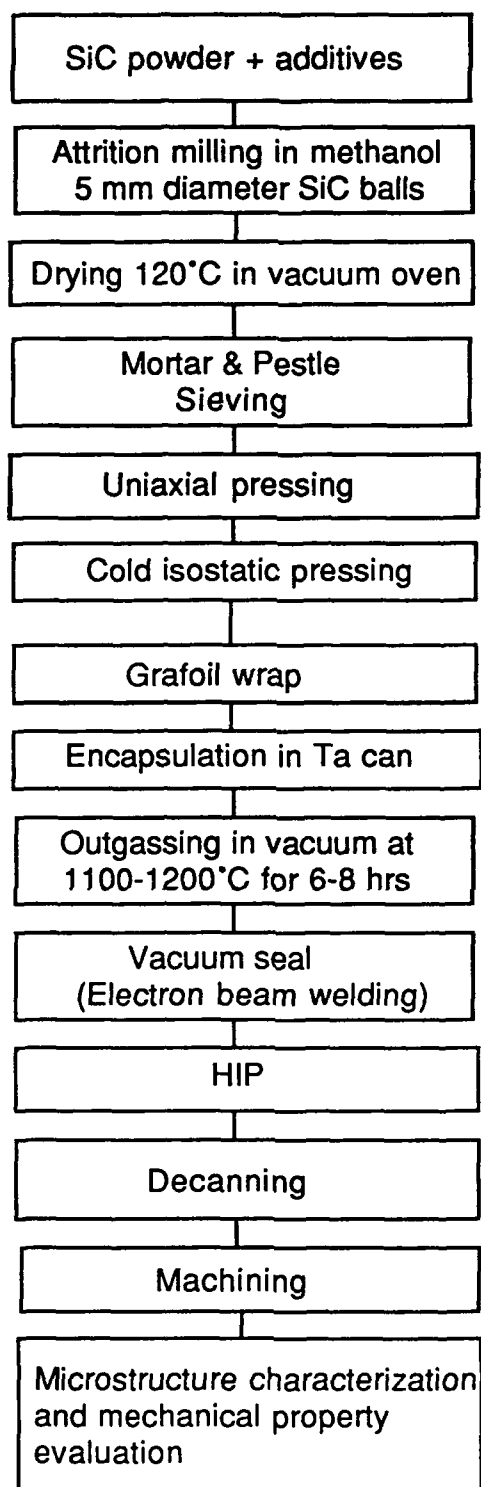 SiC powder + additives
Attrition milling in methanol
5 mm diameter SiC balls
Drying 120°C in vacuum oven
Mortar & Pestle
Sieving
Uniaxial pressing
Cold isostatic pressing
Grafoil wrap
Encapsulation in Ta can
Outgassing in vacuum at
1100-1200°C for 6-8 hrs
Vacuum seal
(Electron beam welding)
HIP
Decanning
Machining
Microstructure characterization
and mechanical property
evaluation